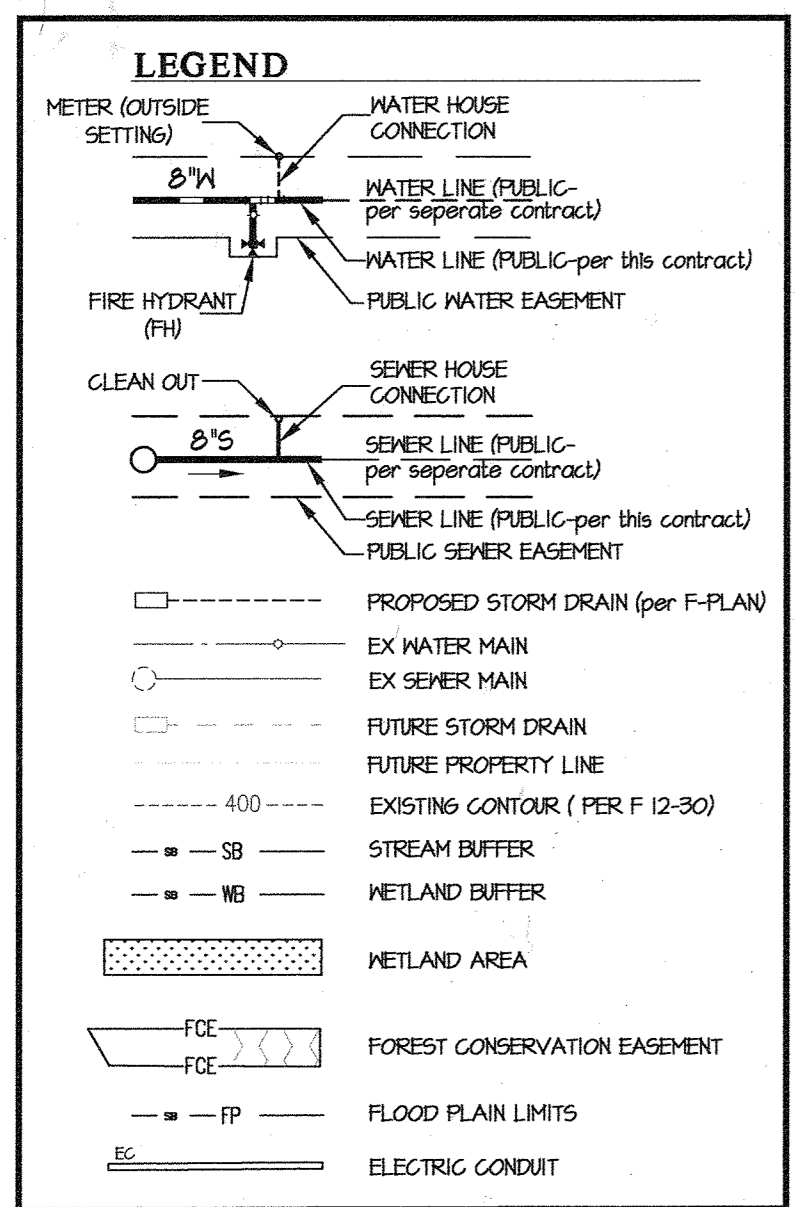 LEGEND
METER (OUTSIDE
SETTING)
WATER HOUSE
CONNECTION
8"W
WATER LINE (PUBLIC-
per seperate contract)
WATER LINE (PUBLIC-per this contract)
FIRE HYDRANT
(FH)
PUBLIC WATER EASEMENT
CLEAN OUT
SEWER HOUSE
CONNECTION
8"S
SEWER LINE (PUBLIC-
per seperate contract)
SEWER LINE (PUBLIC-per this contract)
PUBLIC SEWER EASEMENT
PROPOSED STORM DRAIN (per F-PLAN)
EX WATER MAIN
EX SEWER MAIN
FUTURE STORM DRAIN
FUTURE PROPERTY LINE
400 EXISTING CONTOUR ( PER F 12-30)
SB SB STREAM BUFFER
SB WB WETLAND BUFFER
WETLAND AREA
FCE
FCE
FOREST CONSERVATION EASEMENT
SB FP FLOOD PLAIN LIMITS
EC
ELECTRIC CONDUIT